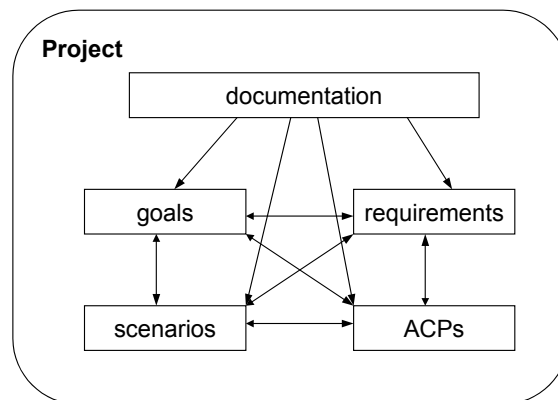 Project
documentation
goals
requirements
scenarios
ACPs